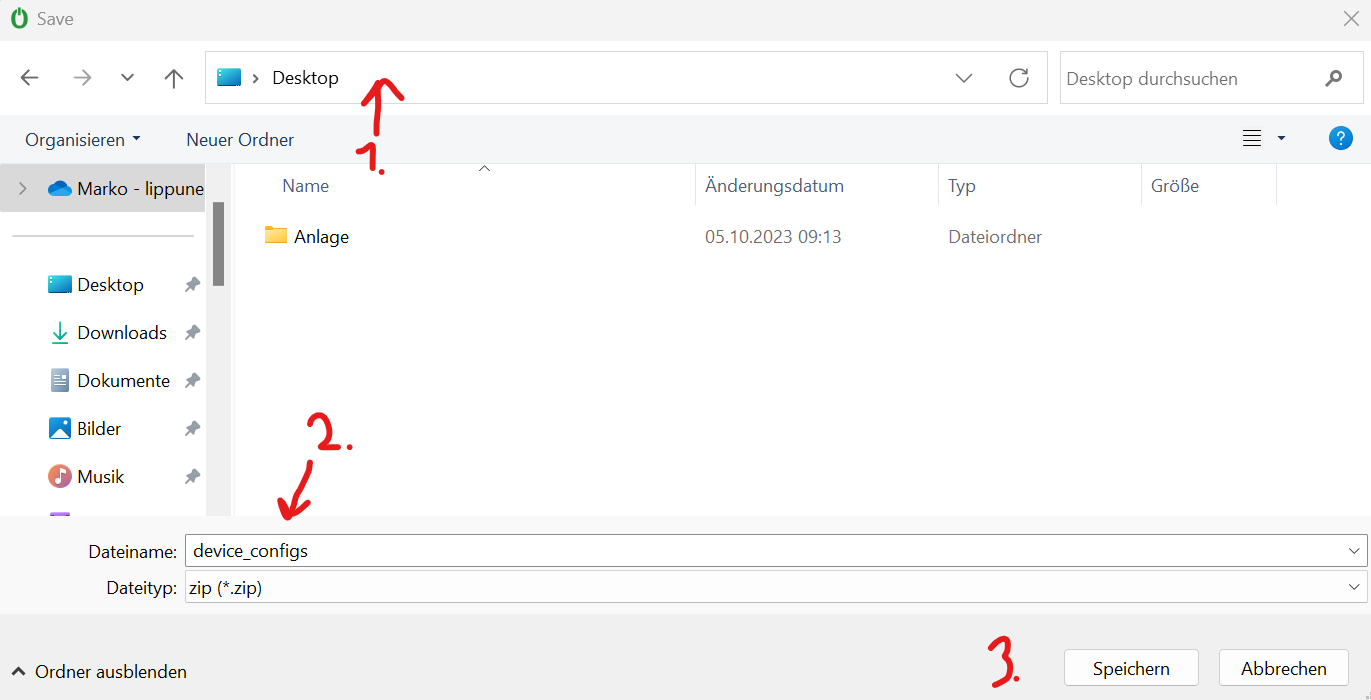 Save
Desktop
Desktop durchsuchen
Organisieren
Neuer Ordner
?
1.
Marko - lippune
Name
Änderungsdatum
Typ
Größe
Anlage
05.10.2023 09:13
Dateiordner
Desktop
Downloads
Dokumente
Bilder
Musik
2.
Dateiname: device_configs
Dateityp: zip (*.zip)
3.
Ordner ausblenden
Speichern
Abbrechen